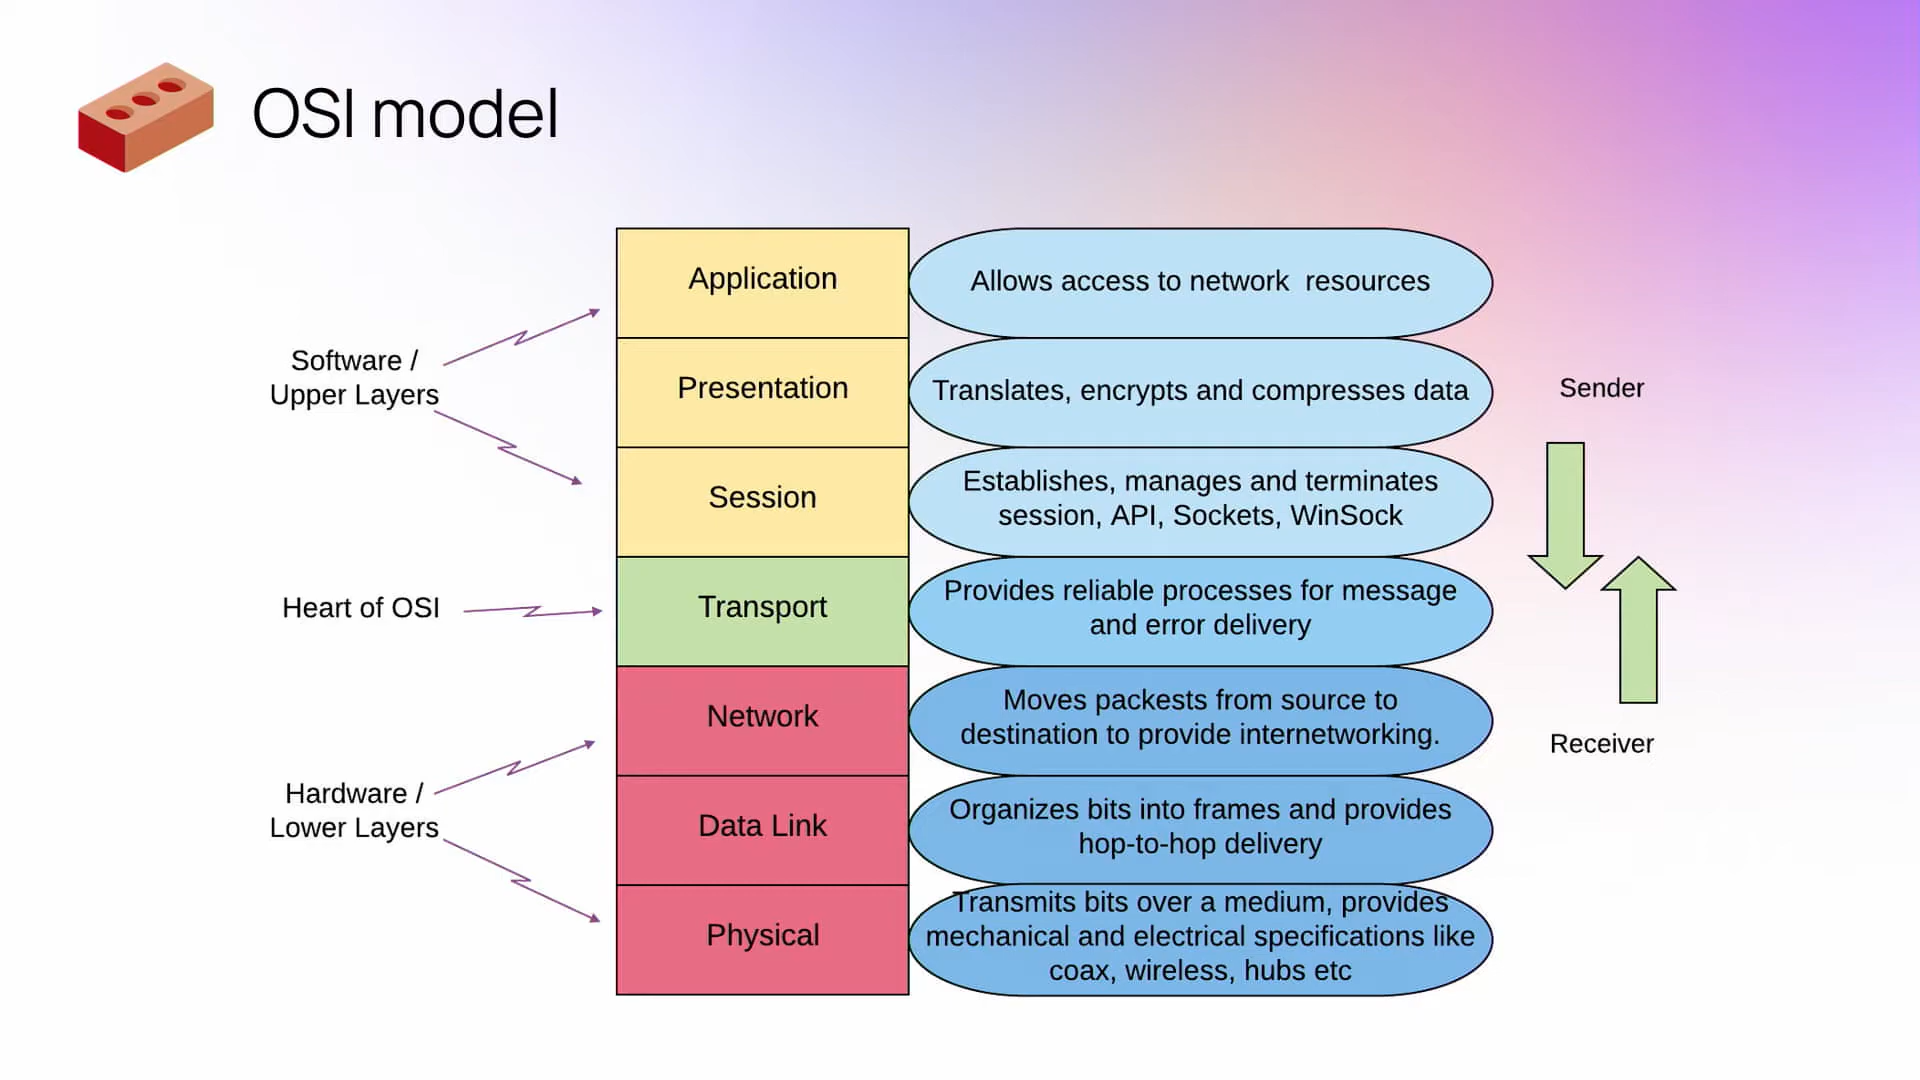 OSI model
Application
Allows access to network  resources
Software /
Upper Layers
Presentation
Translates, encrypts and compresses data
Sender
Session
Establishes, manages and terminates
session, API, Sockets, WinSock
Heart of OSI
Transport
Provides reliable processes for message
and error delivery
Network
Moves packests from source to
destination to provide internetworking.
Receiver
Hardware /
Lower Layers
Data Link
Organizes bits into frames and provides
hop-to-hop delivery
Physical
Transmits bits over a medium, provides
mechanical and electrical specifications like
coax, wireless, hubs etc